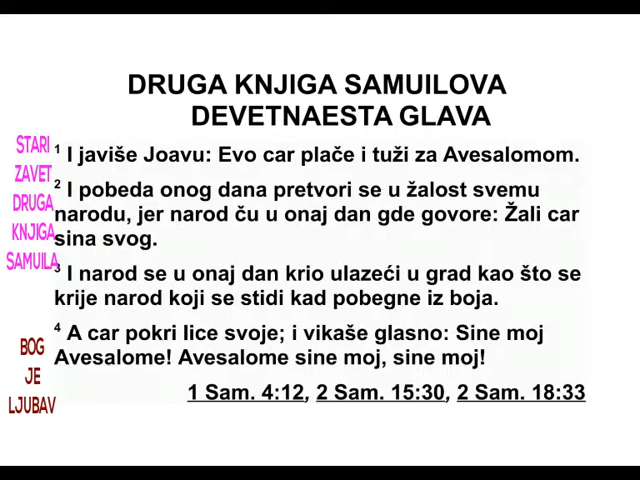 DRUGA KNJIGA SAMUILOVA
DEVETNAESTA GLAVA
STARI
ZAVET
DRUGA
KNJIGA
SAMUILA
BOG
JE
LJUBAV
1 I javiše Joavu: Evo car plače i tuži za Avesalomom.
2 I pobeda onog dana pretvori se u žalost svemu
narodu, jer narod ču u onaj dan gde govore: Žali car
sina svog.
3 I narod se u onaj dan krio ulazeći u grad kao što se
krije narod koji se stidi kad pobegne iz boja.
4 A car pokri lice svoje; i vikaše glasno: Sine moj
Avesalome! Avesalome sine moj, sine moj!
1 Sam. 4:12, 2 Sam. 15:30, 2 Sam. 18:33